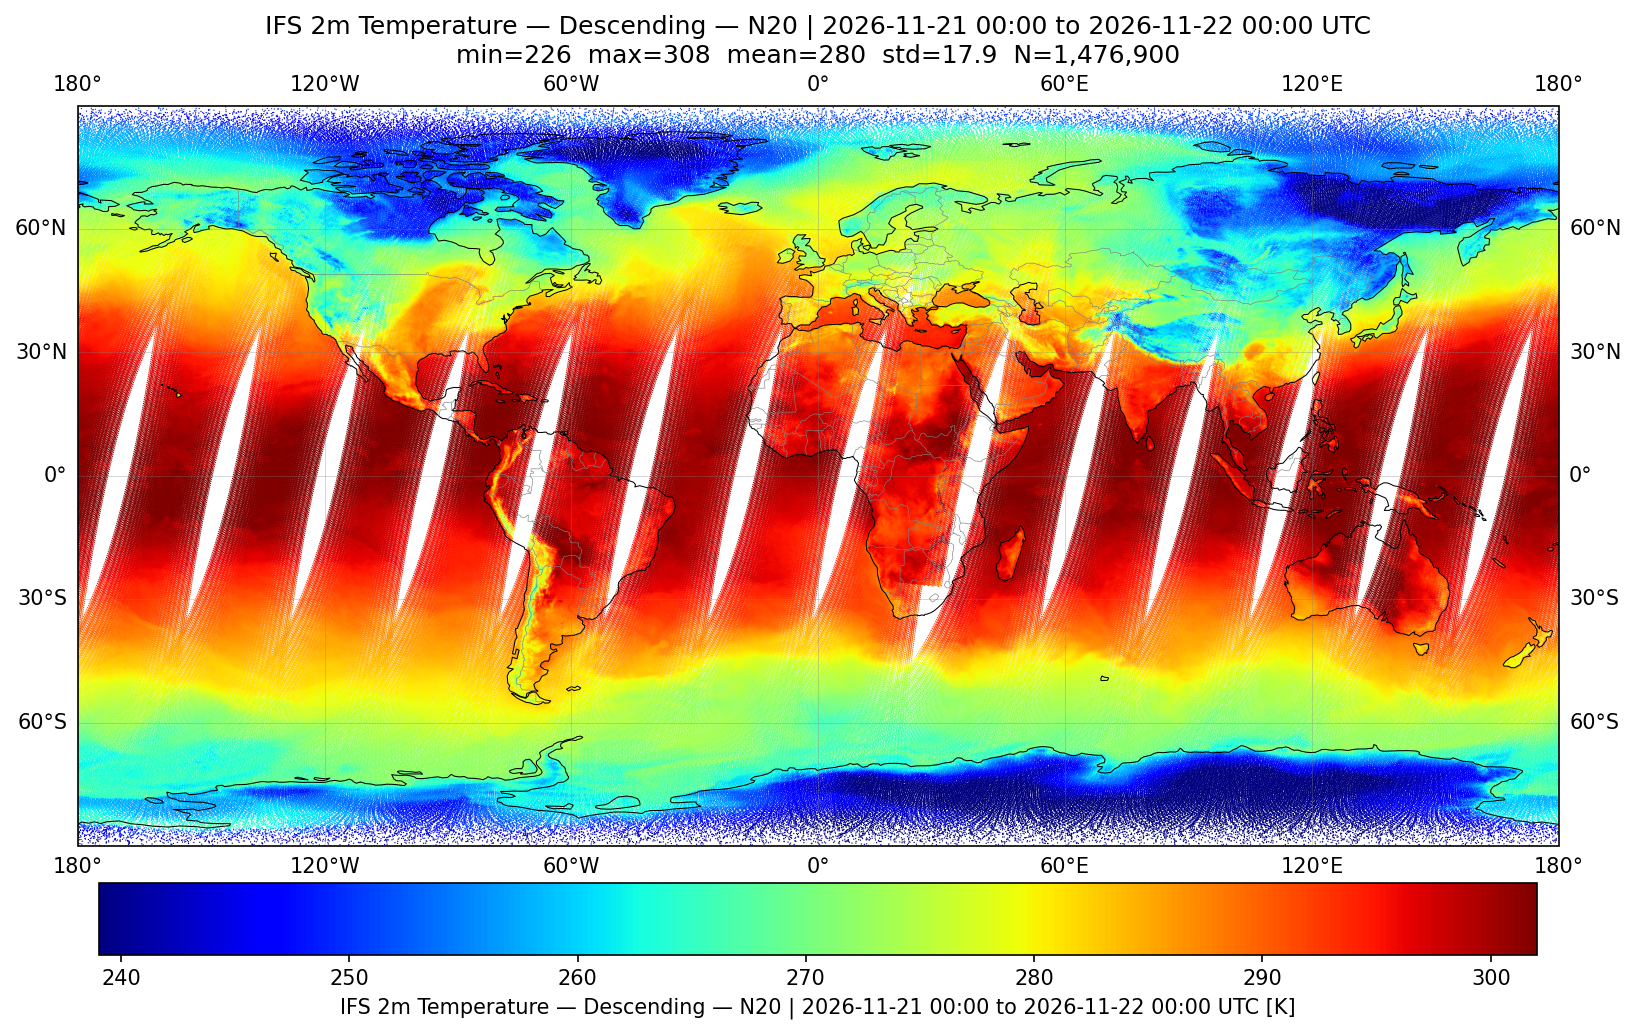 IFS 2m Temperature — Descending — N20 | 2026-11-21 00:00 to 2026-11-22 00:00 UTC
min=226 max=308 mean=280 std=17.9 N=1,476,900
180° 120°W 60°W 0° 60°E 120°E 180°
60°N 60°N
30°N 30°N
0° 0°
30°S 30°S
60°S 60°S
180° 120°W 60°W 0° 60°E 120°E 180°
240 250 260 270 280 290 300
IFS 2m Temperature — Descending — N20 | 2026-11-21 00:00 to 2026-11-22 00:00 UTC [K]